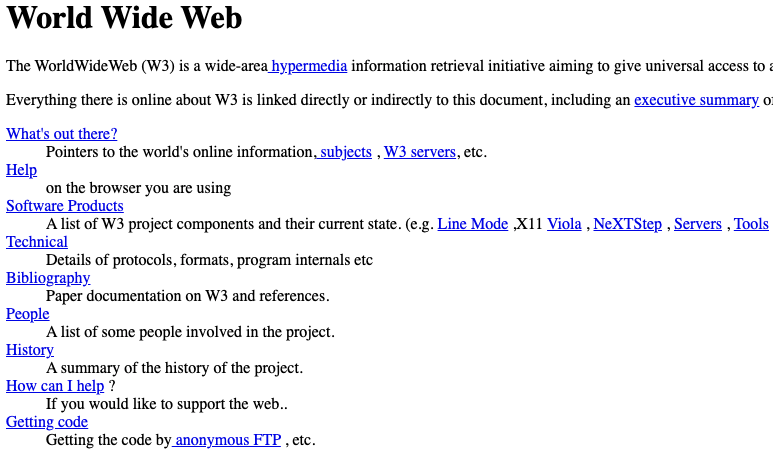 World Wide Web
The WorldWideWeb (W3) is a wide-area hypermedia information retrieval initiative aiming to give universal access to a
Everything there is online about W3 is linked directly or indirectly to this document, including an executive summary of
What's out there?
Pointers to the world's online information, subjects , W3 servers, etc.
Help
on the browser you are using
Software Products
A list of W3 project components and their current state. (e.g. Line Mode ,X11 Viola , NeXTStep , Servers , Tools
Technical
Details of protocols, formats, program internals etc
Bibliography
Paper documentation on W3 and references.
People
A list of some people involved in the project.
History
A summary of the history of the project.
How can I help ?
If you would like to support the web..
Getting code
Getting the code by anonymous FTP , etc.